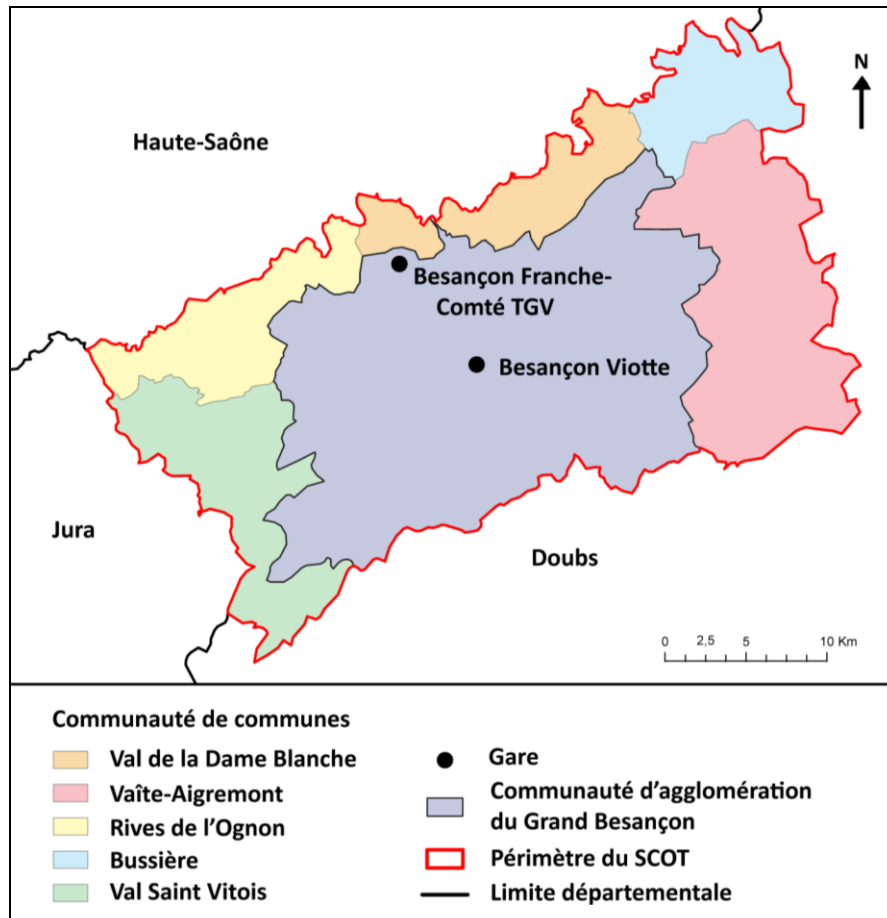 N
Haute-Saône
Besançon Franche-
Comté TGV
Besançon Viotte
Jura
Doubs
0 2,5 5 10 Km
Communauté de communes
Val de la Dame Blanche
Vaîte-Aigremont
Rives de l'Ognon
Bussière
Val Saint Vitois
Gare
Communauté d'agglomération
du Grand Besançon
Périmètre du SCOT
Limite départementale